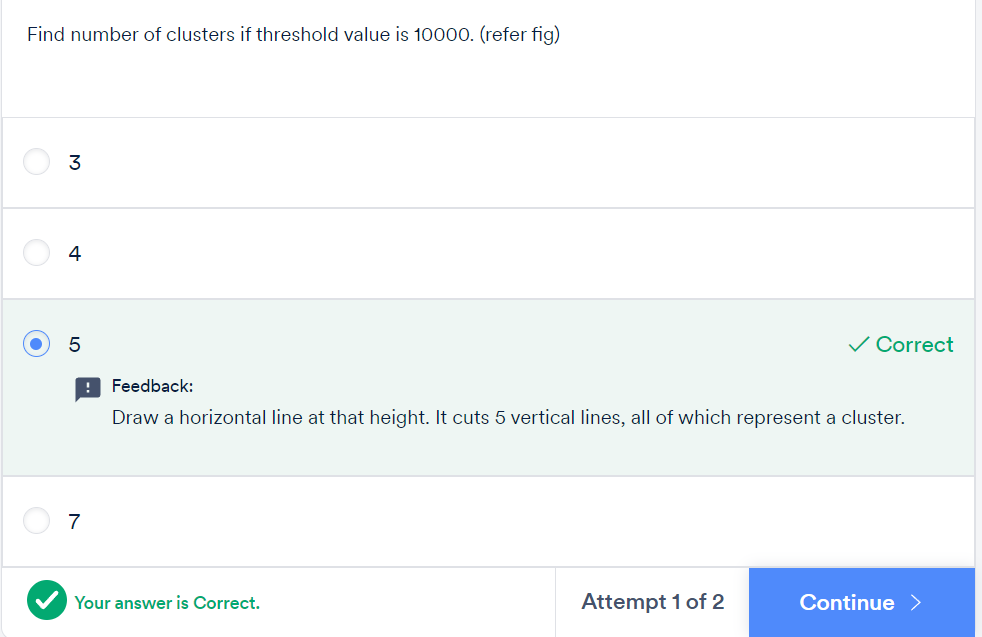 Find number of clusters if threshold value is 10000. (refer fig)
3
4
5
Correct
Feedback:
Draw a horizontal line at that height. It cuts 5 vertical lines, all of which represent a cluster.
7
Your answer is Correct.
Attempt 1 of 2
Continue